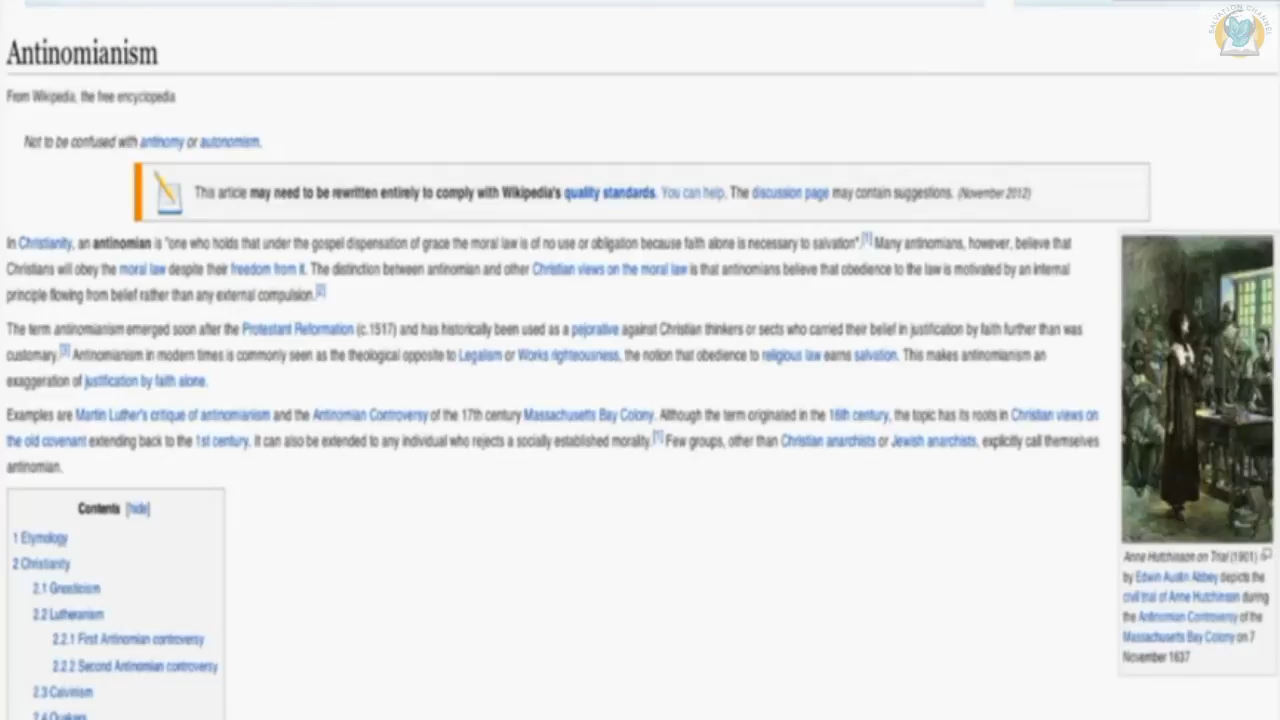 SALVATION CHANNEL
Antinomianism
From Wikipedia, the free encyclopedia
Not to be confused with antinomy or autonomism.
This article may need to be rewritten entirely to comply with Wikipedia's quality standards. You can help. The discussion page may contain suggestions. (November 2012)
In Christianity, an antinomian is "one who holds that under the gospel dispensation of grace the moral law is of no use or obligation because faith alone is necessary to salvation".[1] Many antinomians, however, believe that
Christians will obey the moral law despite their freedom from it. The distinction between antinomian and other Christian views on the moral law is that antinomians believe that obedience to the law is motivated by an internal
principle flowing from belief rather than any external compulsion.[2]
The term antinomianism emerged soon after the Protestant Reformation (c.1517) and has historically been used as a pejorative against Christian thinkers or sects who carried their belief in justification by faith further than was
customary.[3] Antinomianism in modern times is commonly seen as the theological opposite to Legalism or Works righteousness, the notion that obedience to religious law earns salvation. This makes antinomianism an
exaggeration of justification by faith alone.
Examples are Martin Luther's critique of antinomianism and the Antinomian Controversy of the 17th century Massachusetts Bay Colony. Although the term originated in the 16th century, the topic has its roots in Christian views on
the old covenant extending back to the 1st century. It can also be extended to any individual who rejects a socially established morality.[1] Few groups, other than Christian anarchists or Jewish anarchists, explicitly call themselves
antinomian.
Contents [hide]
1 Etymology
2 Christianity
2.1 Gnosticism
2.2 Lutheranism
2.2.1 First Antinomian controversy
2.2.2 Second Antinomian controversy
2.3 Calvinism
2.4 Quakers
Anne Hutchinson on Trial (1901)
by Edwin Austin Abbey depicts the
civil trial of Anne Hutchinson during
the Antinomian Controversy of the
Massachusetts Bay Colony on 7
November 1637